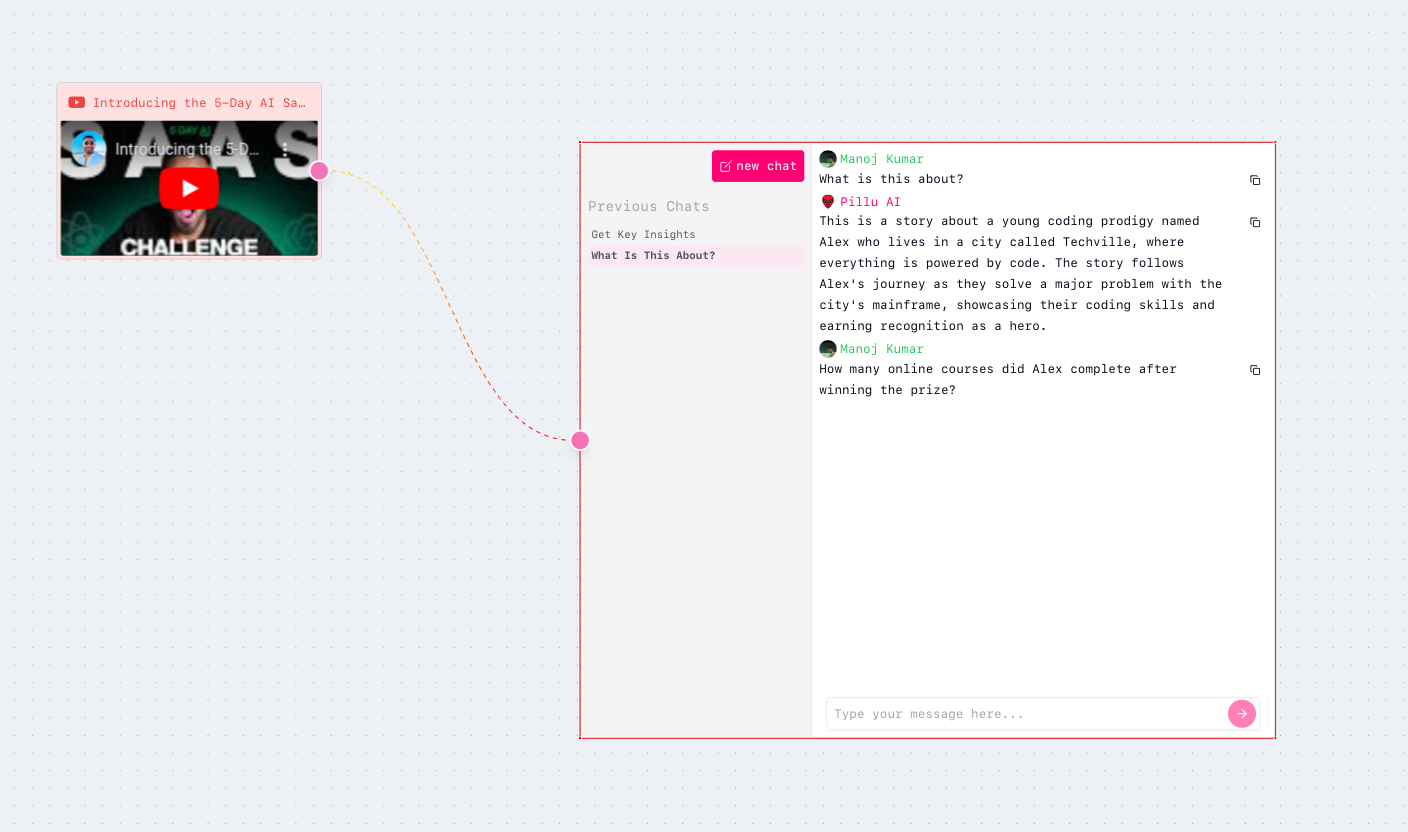 Introducing the 5-Day AI Sa…
SAAS
5 DAY AI
Introducing the 5-D...
CHALLENGE
new chat
Previous Chats
Get Key Insights
What Is This About?
Manoj Kumar
What is this about?
Pillu AI
This is a story about a young coding prodigy named
Alex who lives in a city called Techville, where
everything is powered by code. The story follows
Alex's journey as they solve a major problem with the
city's mainframe, showcasing their coding skills and
earning recognition as a hero.
Manoj Kumar
How many online courses did Alex complete after
winning the prize?
Type your message here...